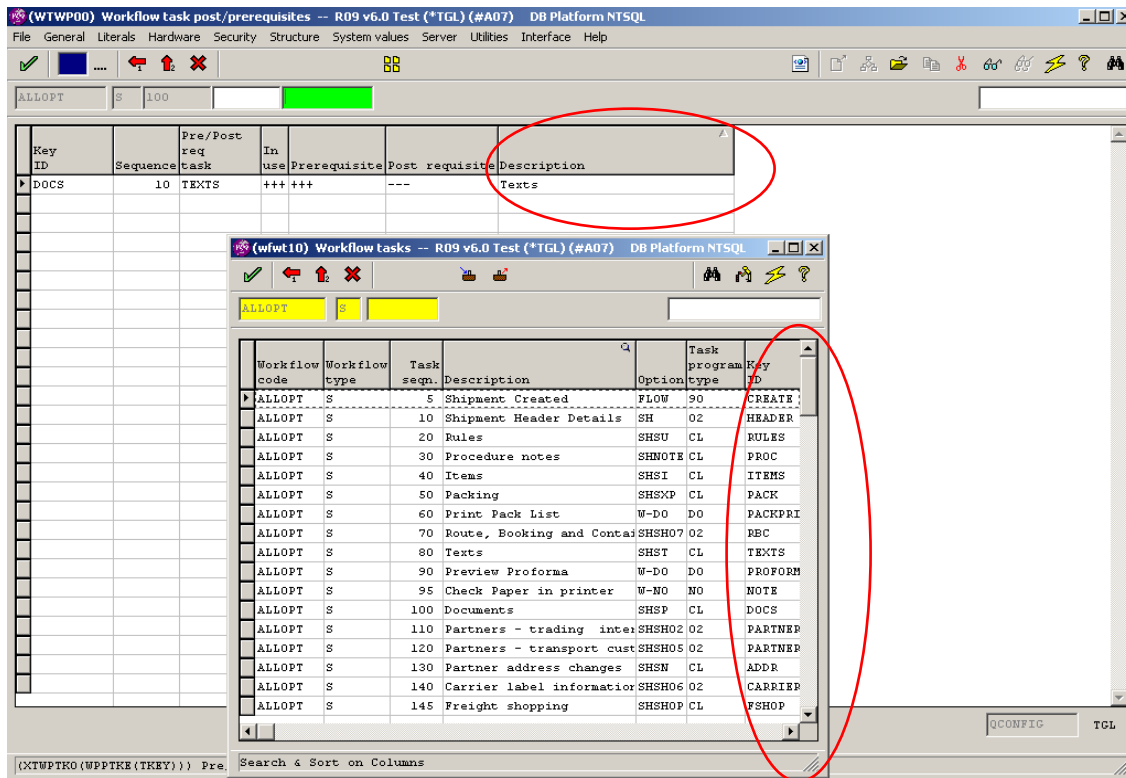 (WTWP00) Workflow task post/prerequisites -- R09 v6.0 Test (*TGL) (#A07) DB Platform NTSQL
File General Literals Hardware Security Structure System values Server Utilities Interface Help
....
ALLOPT S 100
Key ID Sequence Pre/Post req task In use Prerequisite Post requisite Description
DOCS 10 TEXTS +++ +++ --- Texts
(wfwt10) Workflow tasks -- R09 v6.0 Test (*TGL) (#A07) DB Platform NTSQL
ALLOPT S
Workflow code Workflow type Task seqn. Description Option Task program type Key ID
ALLOPT S 5 Shipment Created FLOW 90 CREATE
ALLOPT S 10 Shipment Header Details SH 02 HEADER
ALLOPT S 20 Rules SHSU CL RULES
ALLOPT S 30 Procedure notes SHNOTE CL PROC
ALLOPT S 40 Items SHSI CL ITEMS
ALLOPT S 50 Packing SHSXP CL PACK
ALLOPT S 60 Print Pack List W-DO DO PACKPRI
ALLOPT S 70 Route, Booking and Contai SHSH07 02 RBC
ALLOPT S 80 Texts SHST CL TEXTS
ALLOPT S 90 Preview Proforma W-DO DO PROFORM
ALLOPT S 95 Check Paper in printer W-NO NO NOTE
ALLOPT S 100 Documents SHSP CL DOCS
ALLOPT S 110 Partners - trading inter SHSH02 02 PARTNER
ALLOPT S 120 Partners - transport cust SHSH05 02 PARTNER
ALLOPT S 130 Partner address changes SHSN CL ADDR
ALLOPT S 140 Carrier label information SHSH06 02 CARRIER
ALLOPT S 145 Freight shopping SHSHOP CL FSHOP
QCONFIG TGL
(XTWPTKO(WPPTKE(TKEY))) Pre.
Search & Sort on Columns